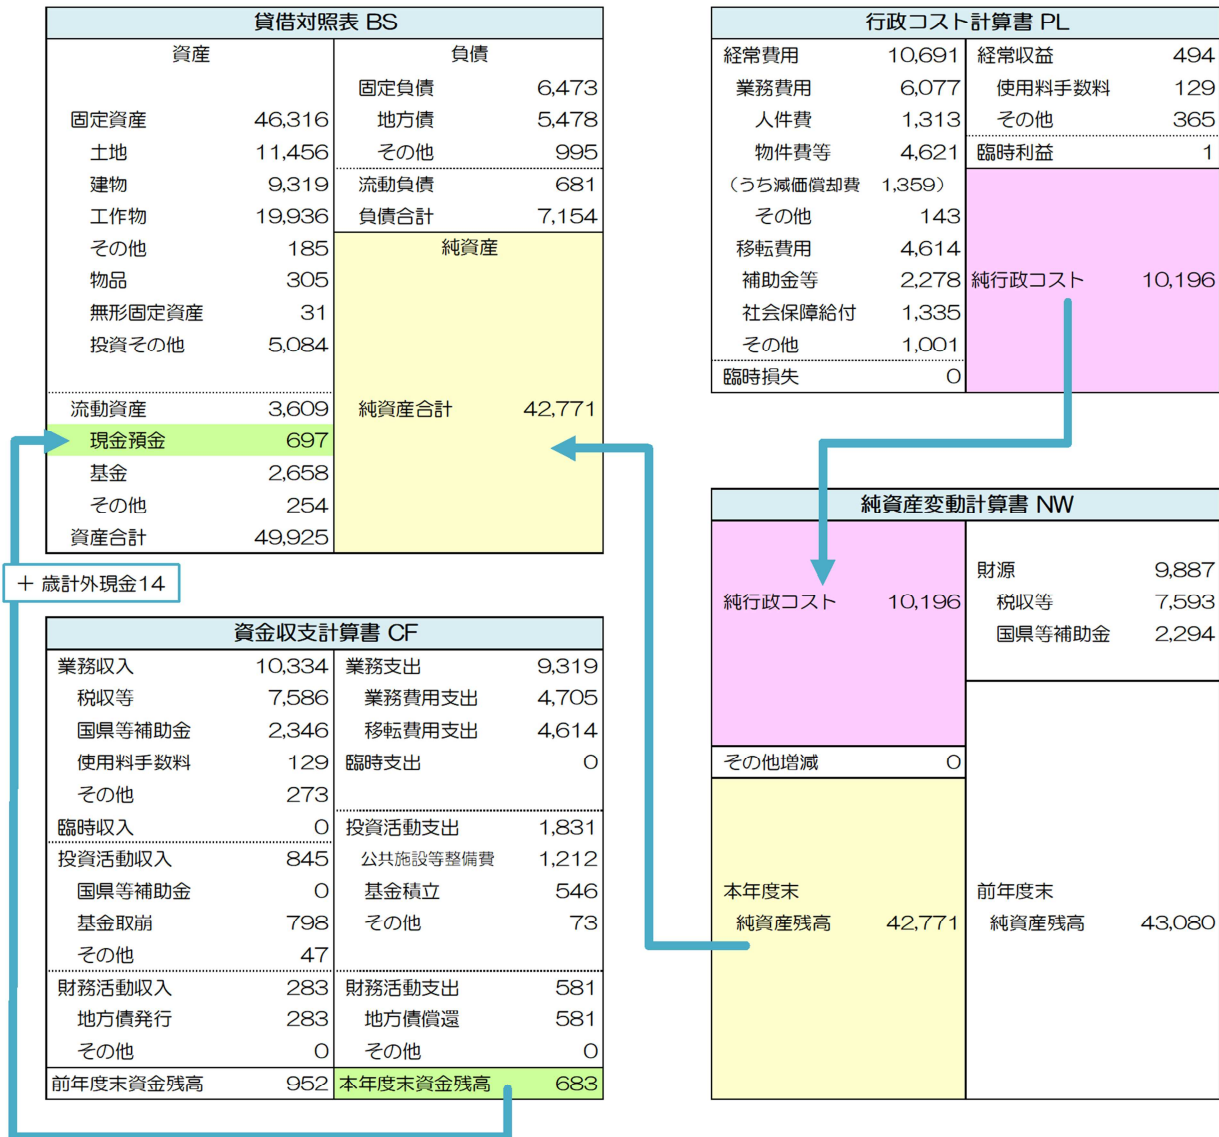 貸借対照表 BS
資産 負債
固定負債 6,473
固定資産 46,316 地方債 5,478
土地 11,456 その他 995
建物 9,319 流動負債 681
工作物 19,936 負債合計 7,154
その他 185 純資産
物品 305
無形固定資産 31
投資その他 5,084
流動資産 3,609 純資産合計 42,771
現金預金 697
基金 2,658
その他 254
資産合計 49,925
+ 歳計外現金14
資金収支計算書 CF
業務収入 10,334 業務支出 9,319
税収等 7,586 業務費用支出 4,705
国県等補助金 2,346 移転費用支出 4,614
使用料手数料 129 臨時支出 0
その他 273
臨時収入 0 投資活動支出 1,831
投資活動収入 845 公共施設等整備費 1,212
国県等補助金 0 基金積立 546
基金取崩 798 その他 73
その他 47
財務活動収入 283 財務活動支出 581
地方債発行 283 地方債償還 581
その他 0 その他 0
前年度末資金残高 952 本年度末資金残高 683
行政コスト計算書 PL
経常費用 10,691 経常収益 494
業務費用 6,077 使用料手数料 129
人件費 1,313 その他 365
物件費等 4,621 臨時利益 1
(うち減価償却費 1,359)
その他 143
移転費用 4,614
補助金等 2,278 純行政コスト 10,196
社会保障給付 1,335
その他 1,001
臨時損失 0
純資産変動計算書 NW
財源 9,887
純行政コスト 10,196 税収等 7,593
国県等補助金 2,294
その他増減 0
本年度末 前年度末
純資産残高 42,771 純資産残高 43,080